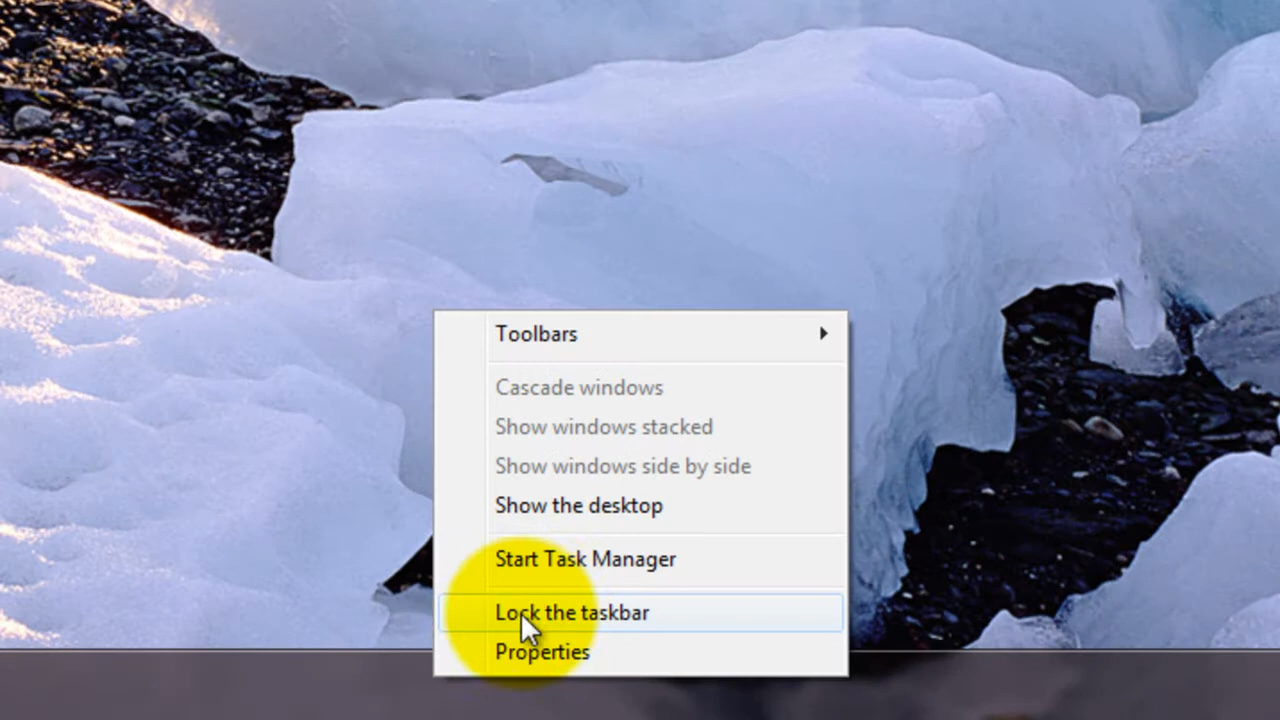 Toolbars
Cascade windows
Show windows stacked
Show windows side by side
Show the desktop
Start Task Manager
Lock the taskbar
Properties